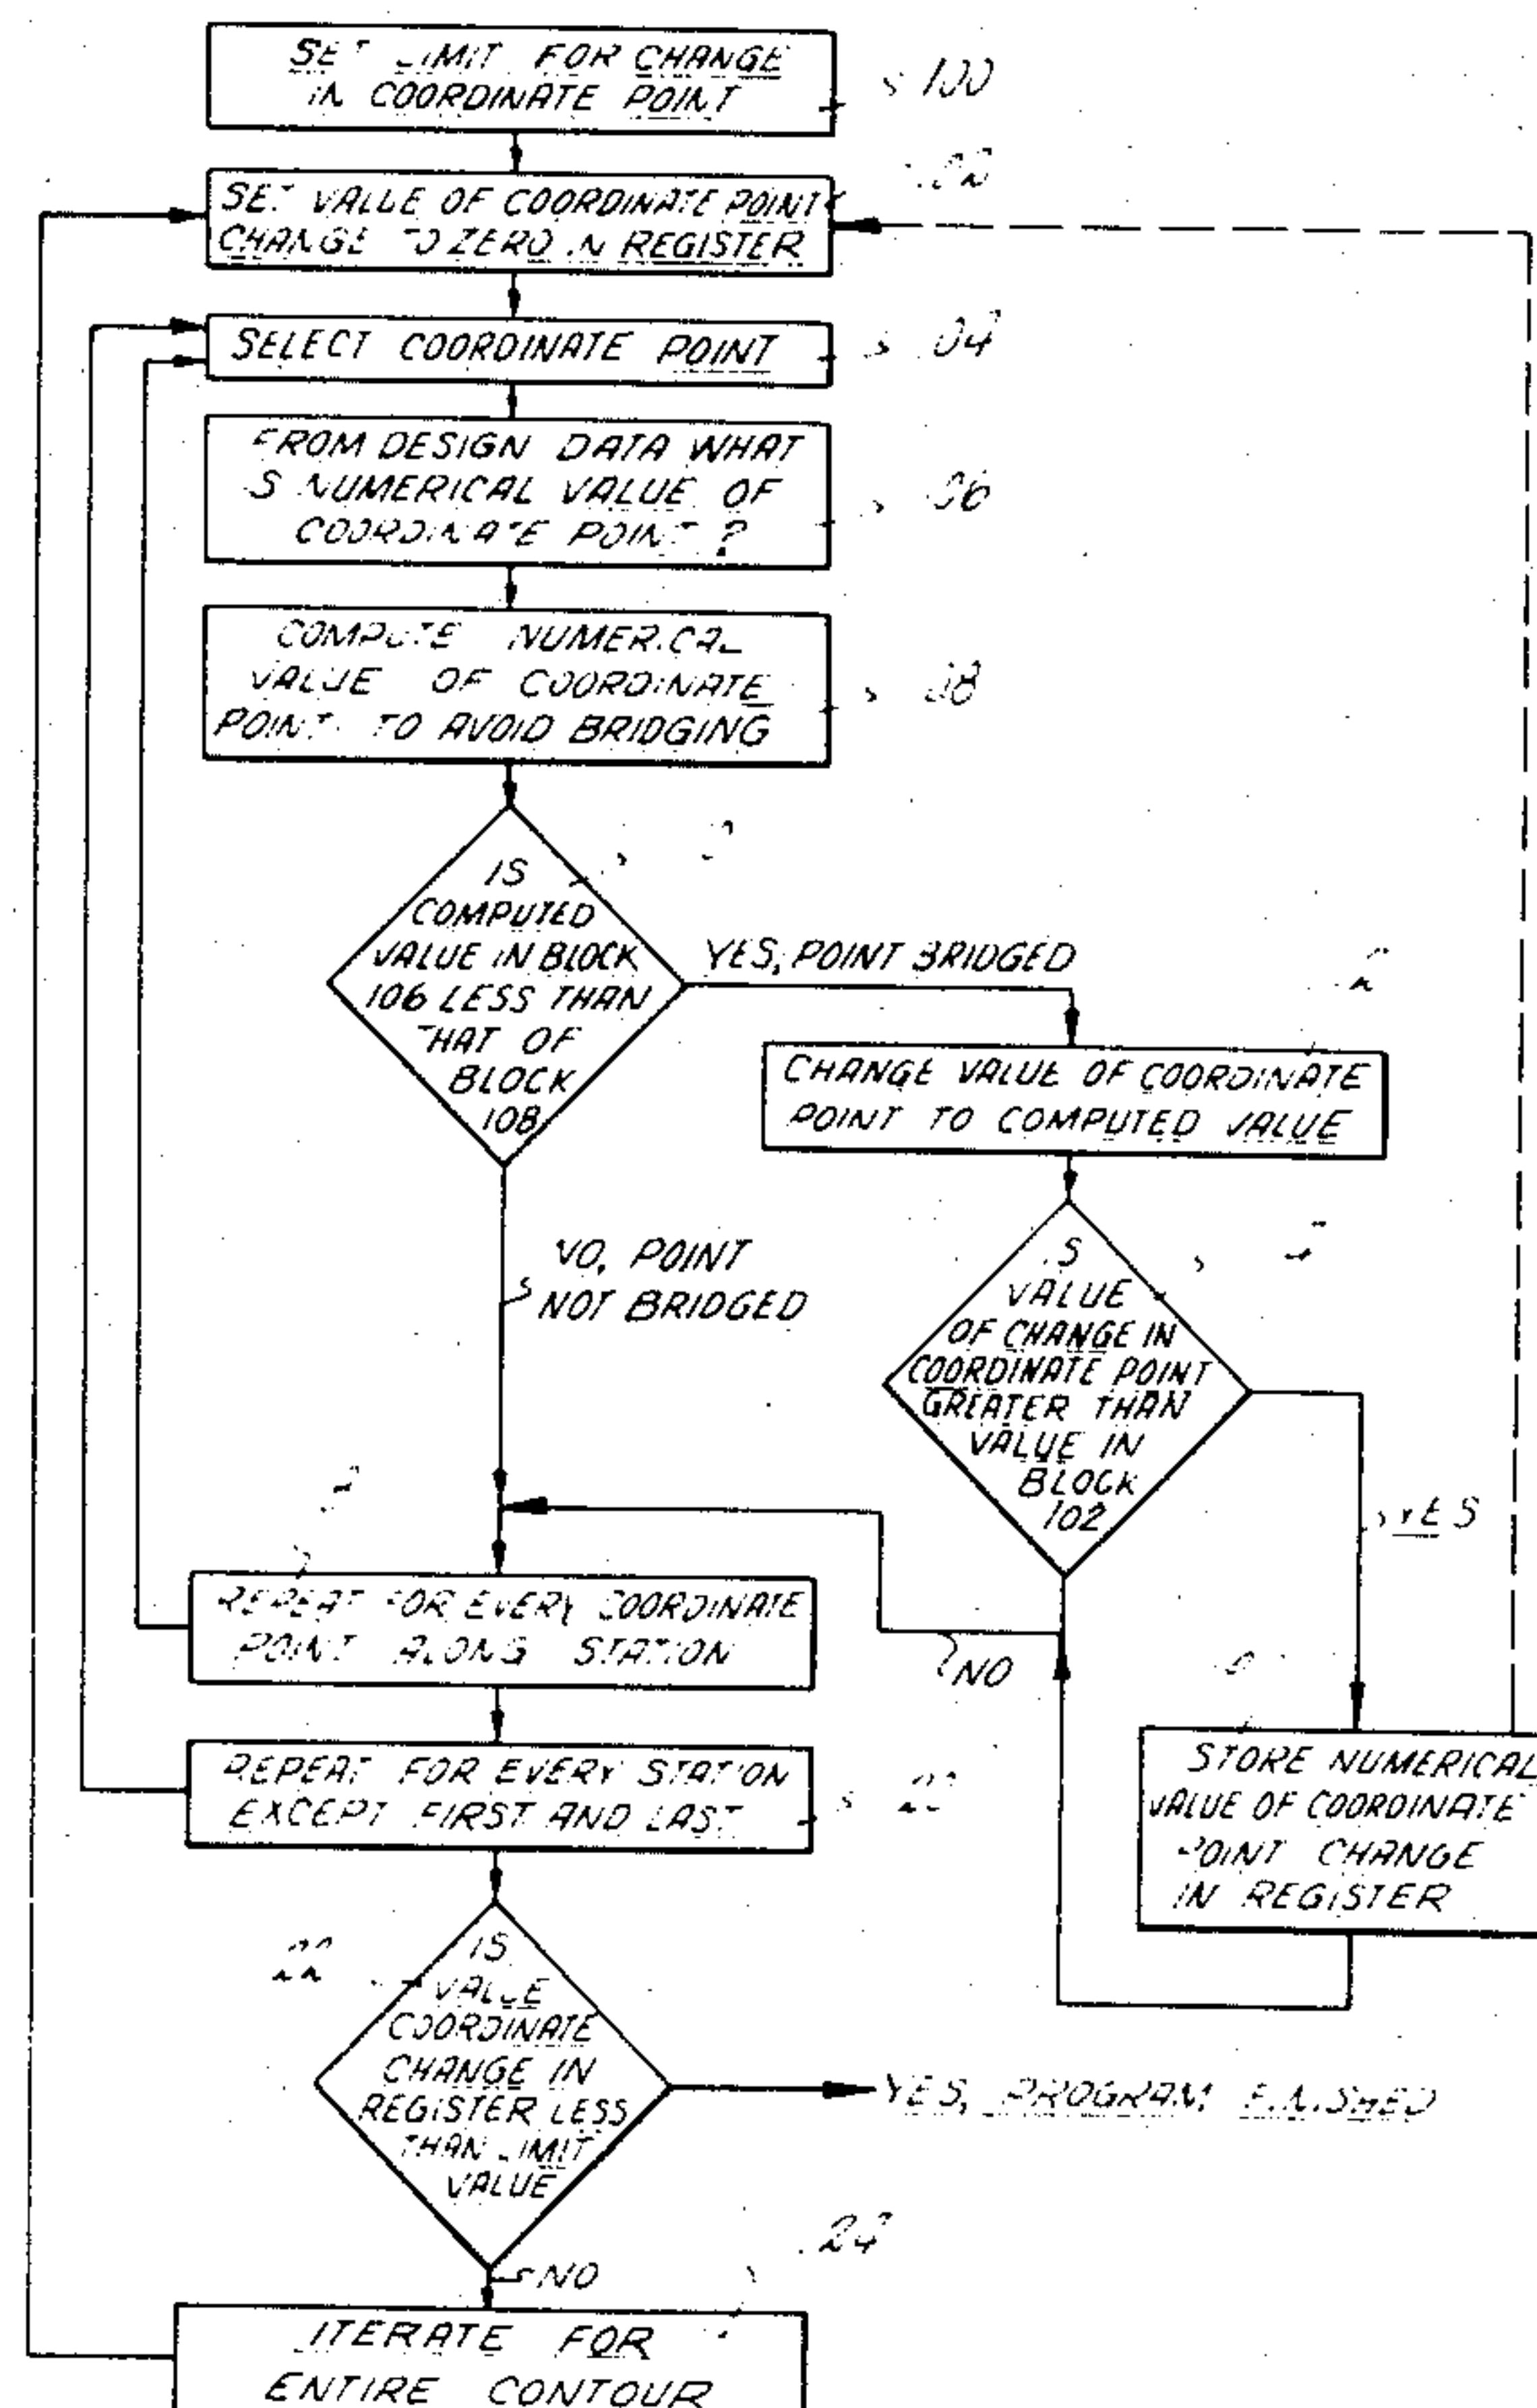 SET LIMIT FOR CHANGE
IN COORDINATE POINT
100
SET VALUE OF COORDINATE POINT
CHANGE TO ZERO IN REGISTER
SELECT COORDINATE POINT
04
FROM DESIGN DATA WHAT
IS NUMERICAL VALUE OF
COORDINATE POINT ?
06
COMPUTE NUMERICAL
VALUE OF COORDINATE
POINT TO AVOID BRIDGING
08
IS
COMPUTED
VALUE IN BLOCK
106 LESS THAN
THAT OF
BLOCK
108
YES, POINT BRIDGED
CHANGE VALUE OF COORDINATE
POINT TO COMPUTED VALUE
NO, POINT
NOT BRIDGED
IS
VALUE
OF CHANGE IN
COORDINATE POINT
GREATER THAN
VALUE IN
BLOCK
102
YES
NO
REPEAT FOR EVERY COORDINATE
POINT ALONG STATION
STORE NUMERICAL
VALUE OF COORDINATE
POINT CHANGE
IN REGISTER
REPEAT FOR EVERY STATION
EXCEPT FIRST AND LAST
22
IS
VALUE
COORDINATE
CHANGE IN
REGISTER LESS
THAN LIMIT
VALUE
YES, PROGRAM FINISHED
NO
24
ITERATE FOR
ENTIRE CONTOUR